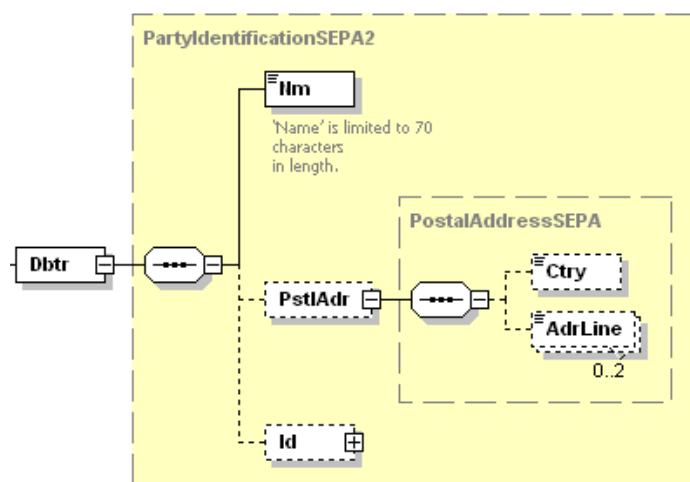 PartyIdentificationSEPA2
Nm
'Name' is limited to 70
characters
in length.
PostalAddressSEPA
Dbtr
Ctry
PstlAdr
AdrLine
0..2
Id